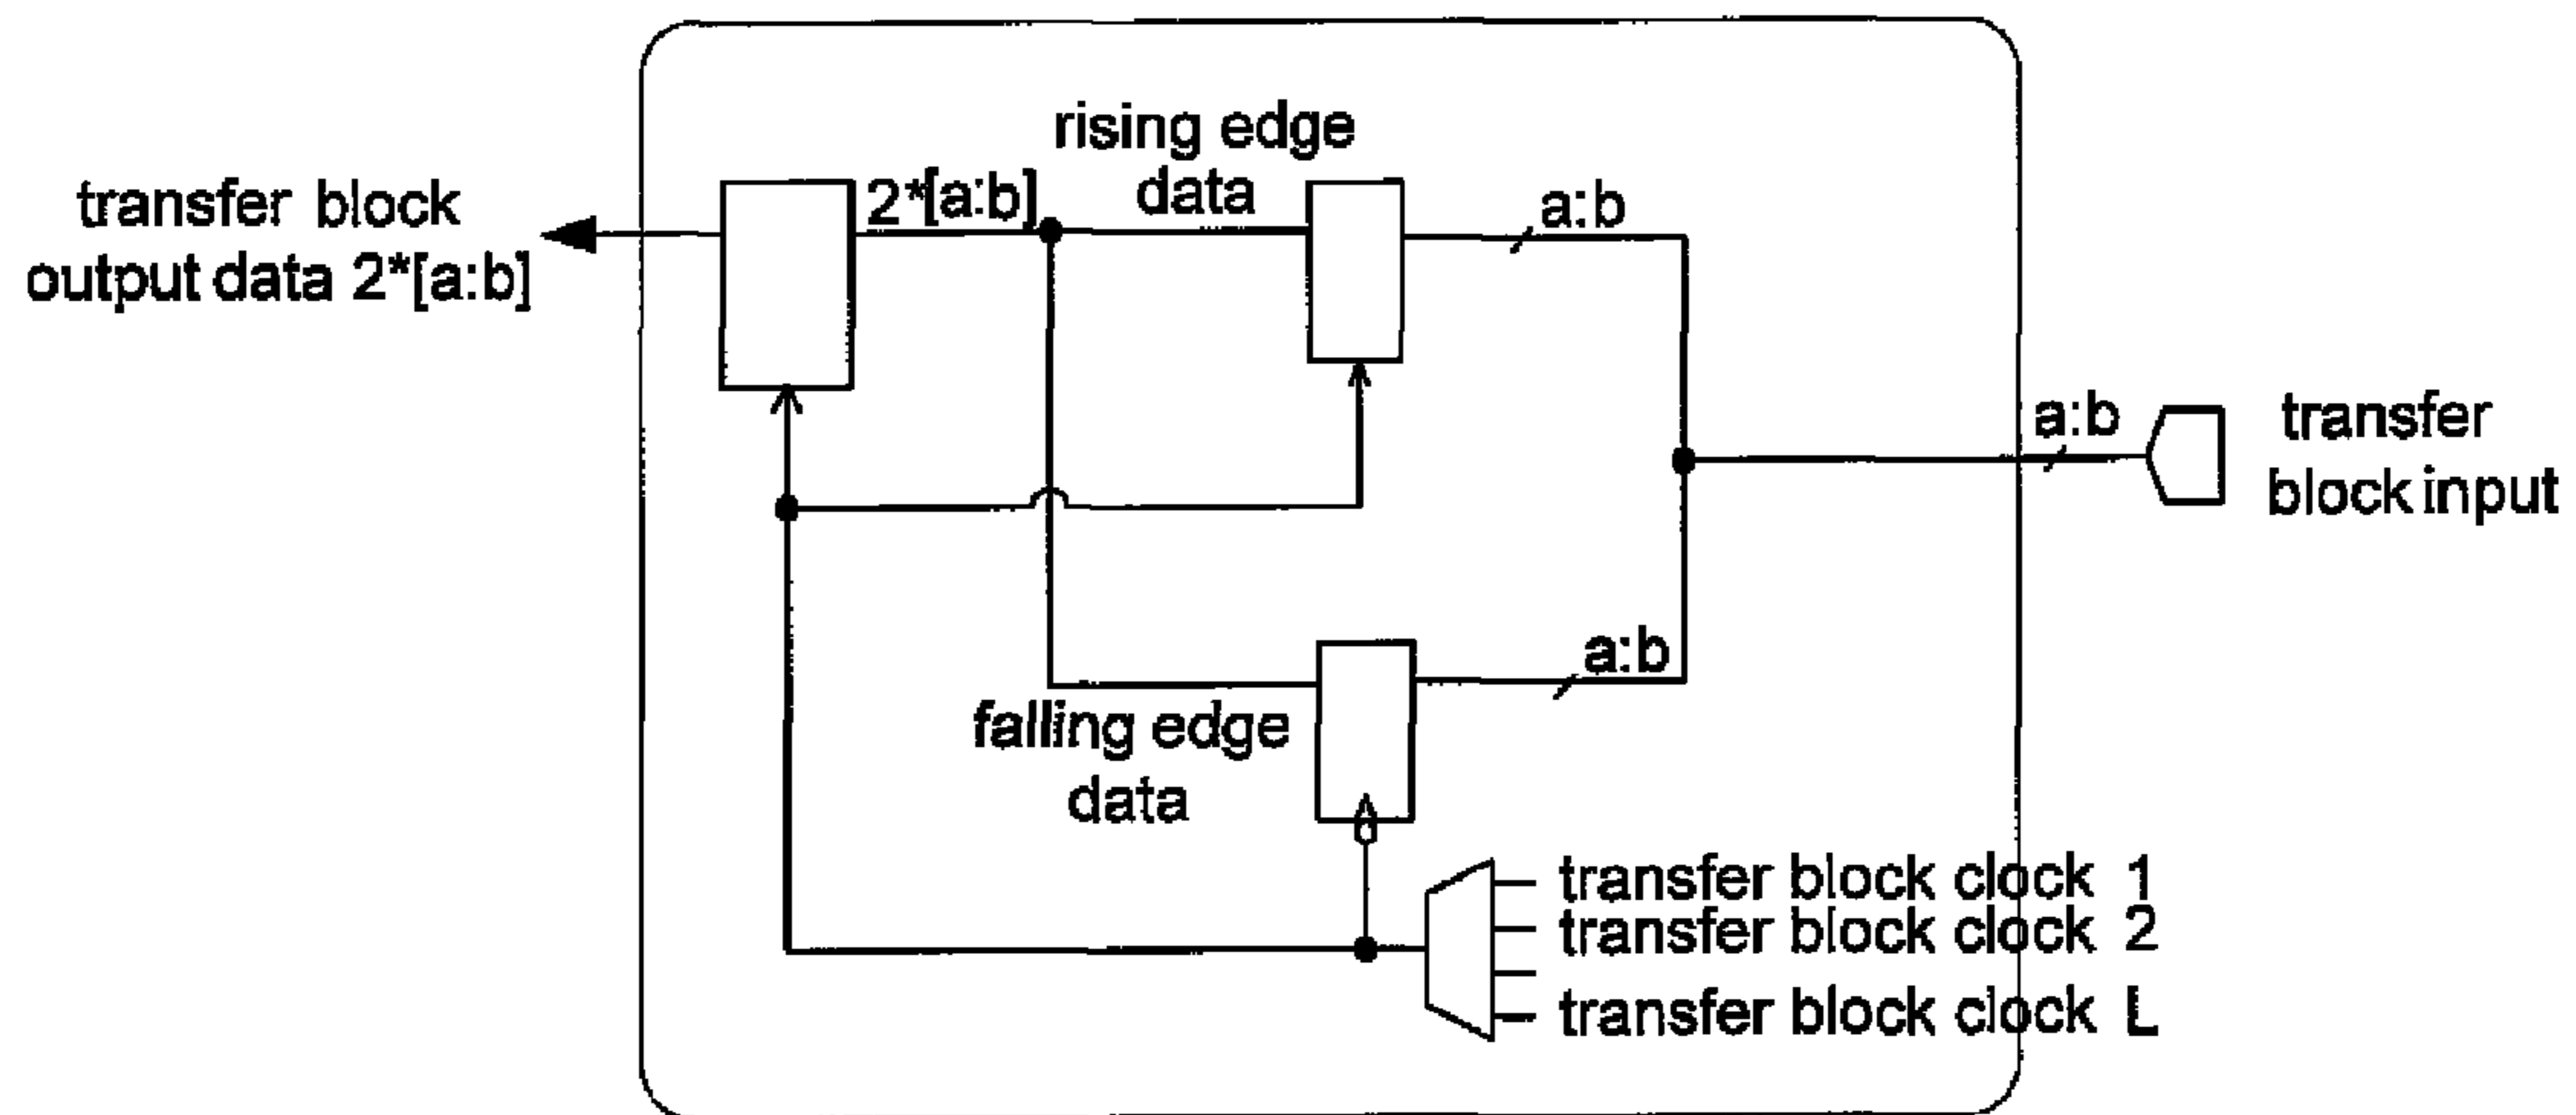 rising edge
data
transfer block
output data 2*[a:b]
2*[a:b]
a:b
a:b
transfer
block input
a:b
falling edge
data
transfer block clock 1
transfer block clock 2
transfer block clock L